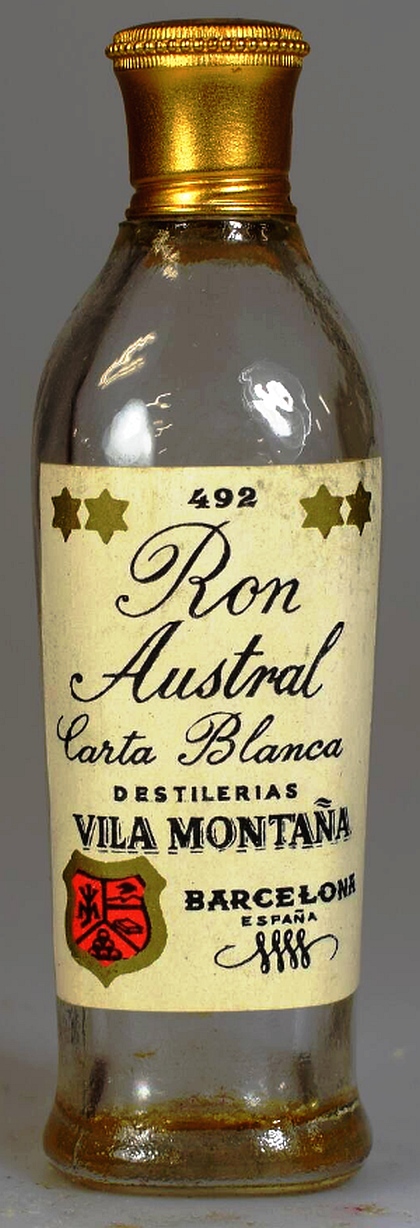 492
Ron
Austral
Carta Blanca
DESTILERIAS
VILA MONTAÑA
BARCELONA
ESPAÑA